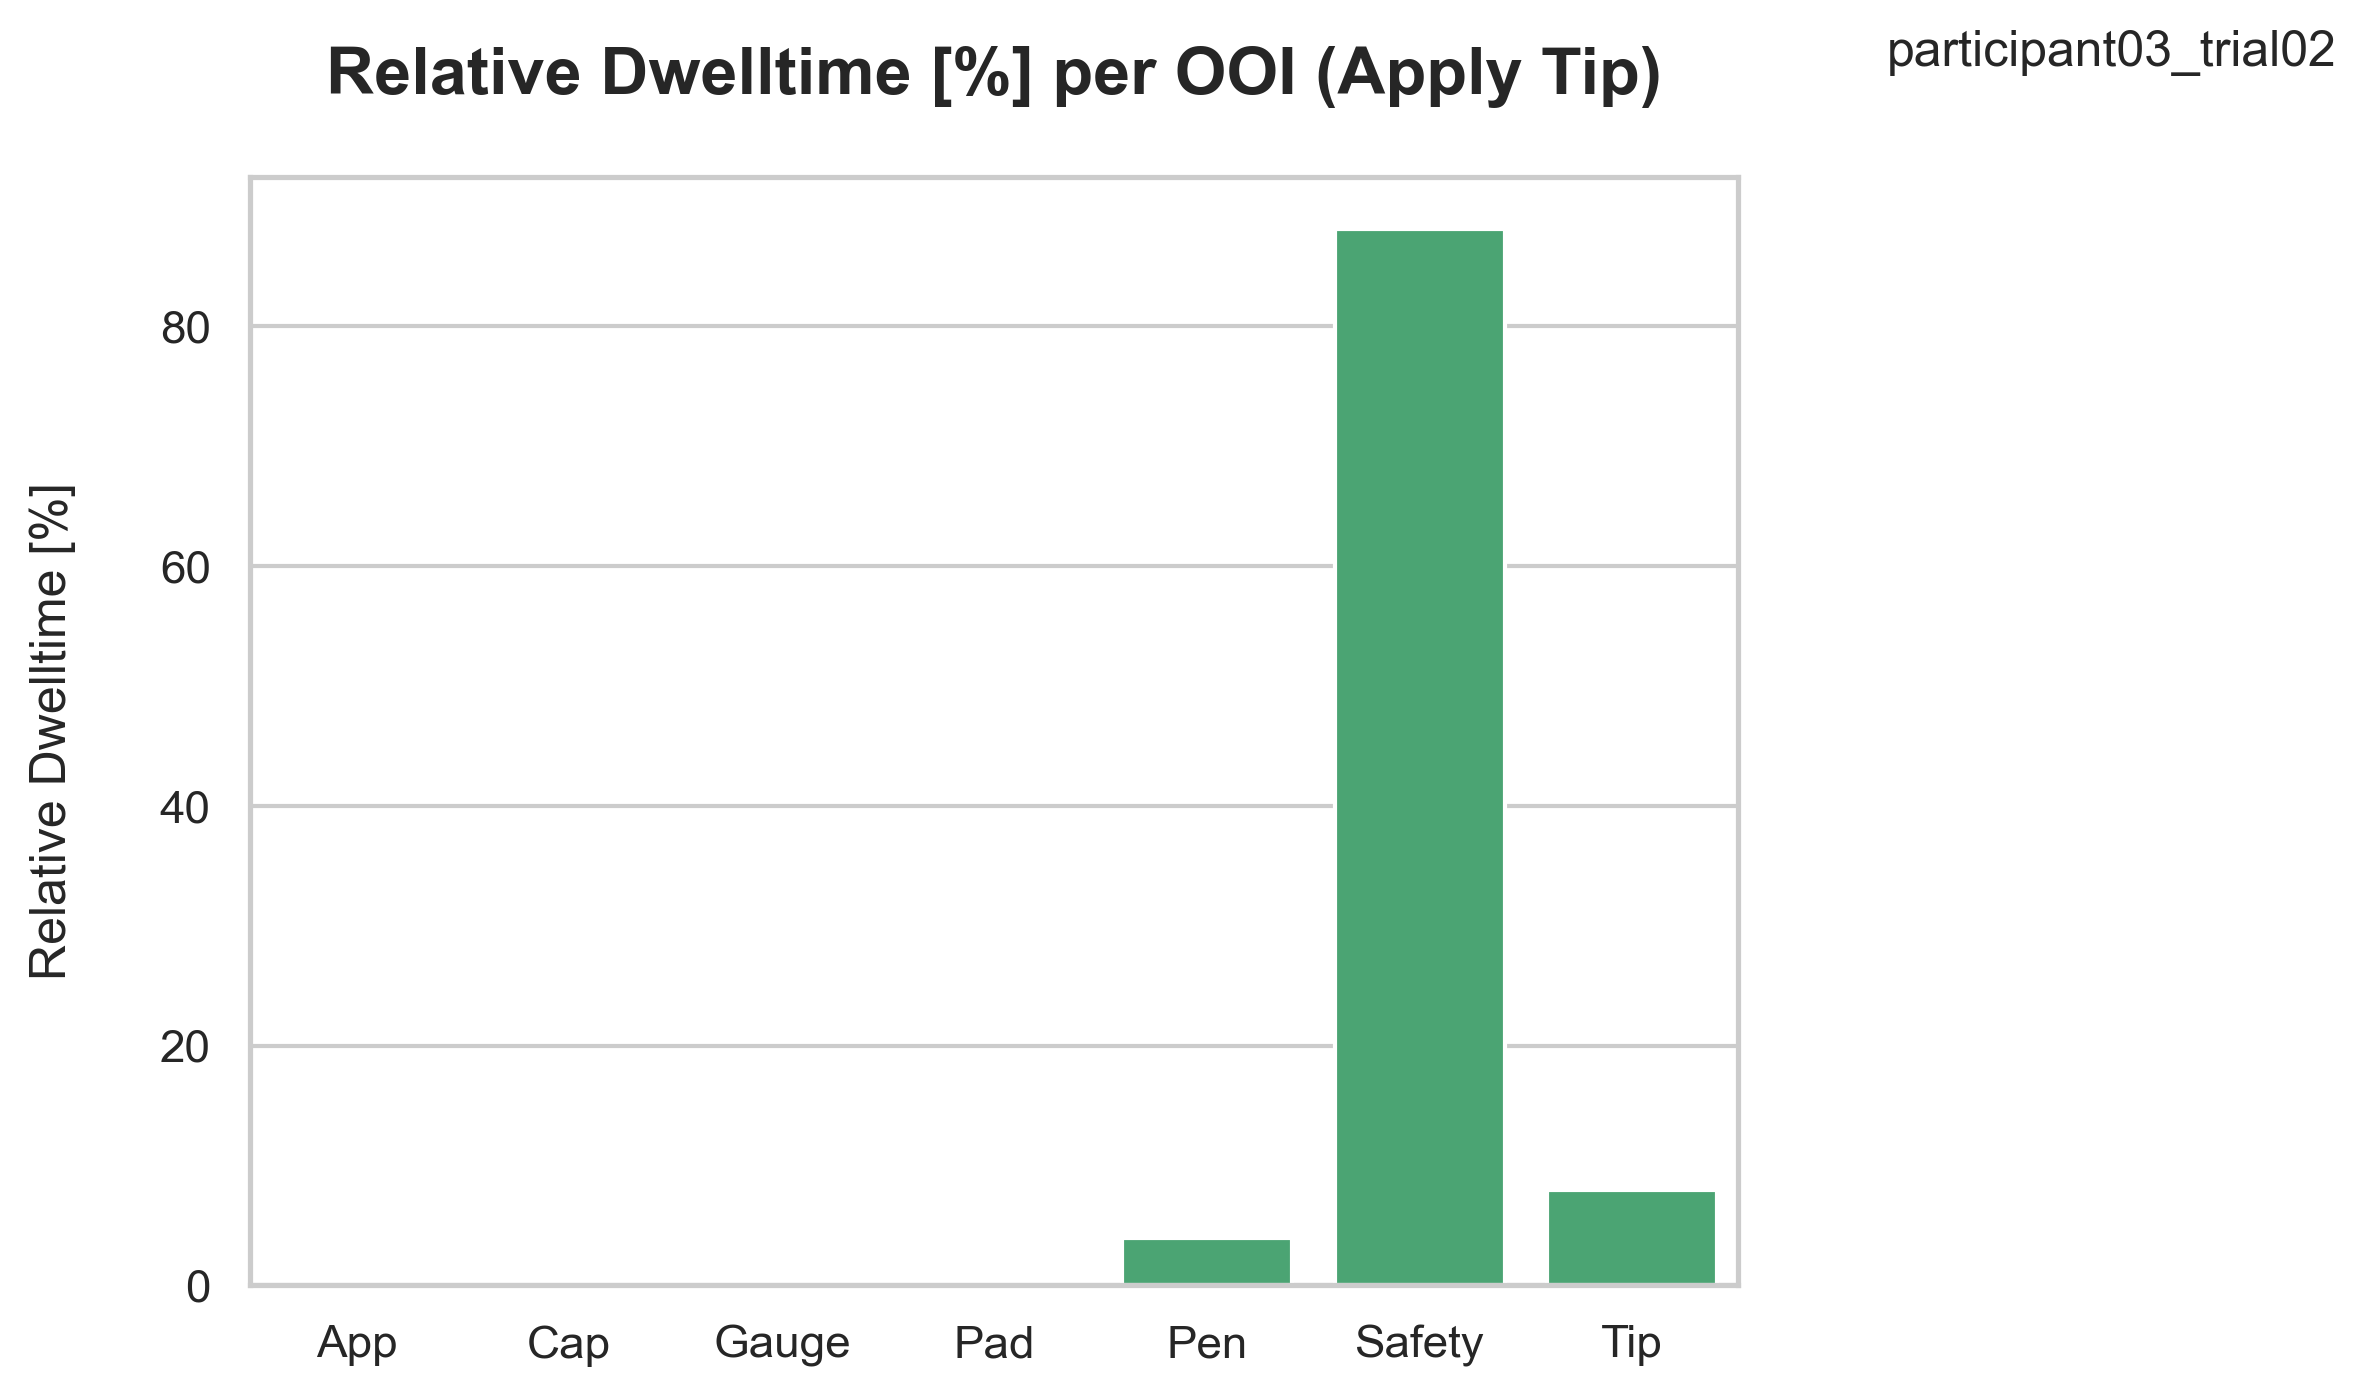 participant03_trial02
Relative Dwelltime [%] per OOI (Apply Tip)
Relative Dwelltime [%]
80
60
40
20
0
App Cap Gauge Pad Pen Safety Tip